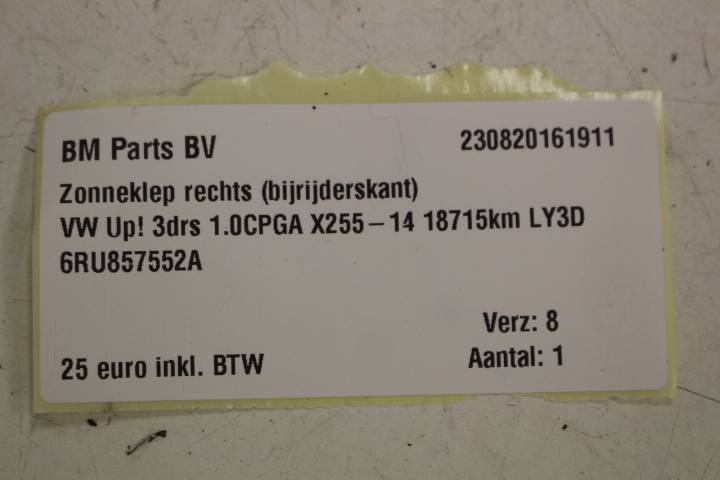 BM Parts BV 230820161911
Zonneklep rechts (bijrijderskant)
VW Up! 3drs 1.0CPGA X255-14 18715km LY3D
6RU857552A
Verz: 8
25 euro inkl. BTW Aantal: 1